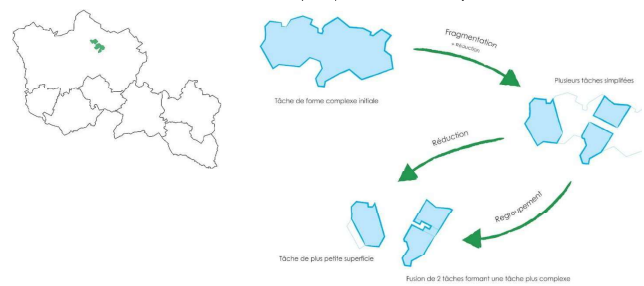 Fragmentation
+ Réduction
Tâche de forme complexe initiale
Plusieurs tâches simplifiées
Réduction
Regroupement
Tâche de plus petite superficie
Fusion de 2 tâches formant une tâche plus complexe